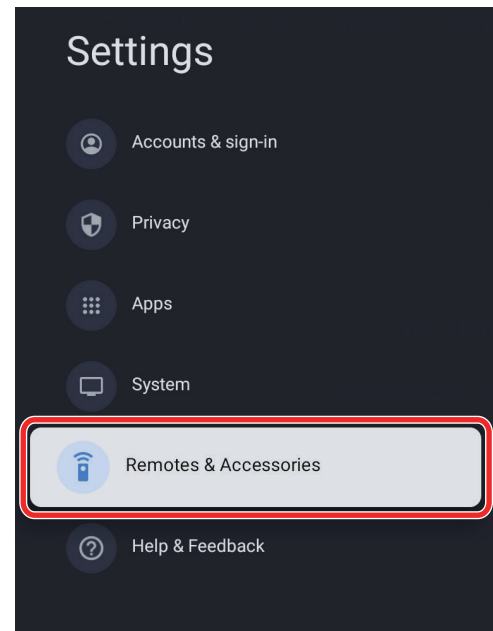 Settings
Accounts & sign-in
Privacy
Apps
System
Remotes & Accessories
Help & Feedback